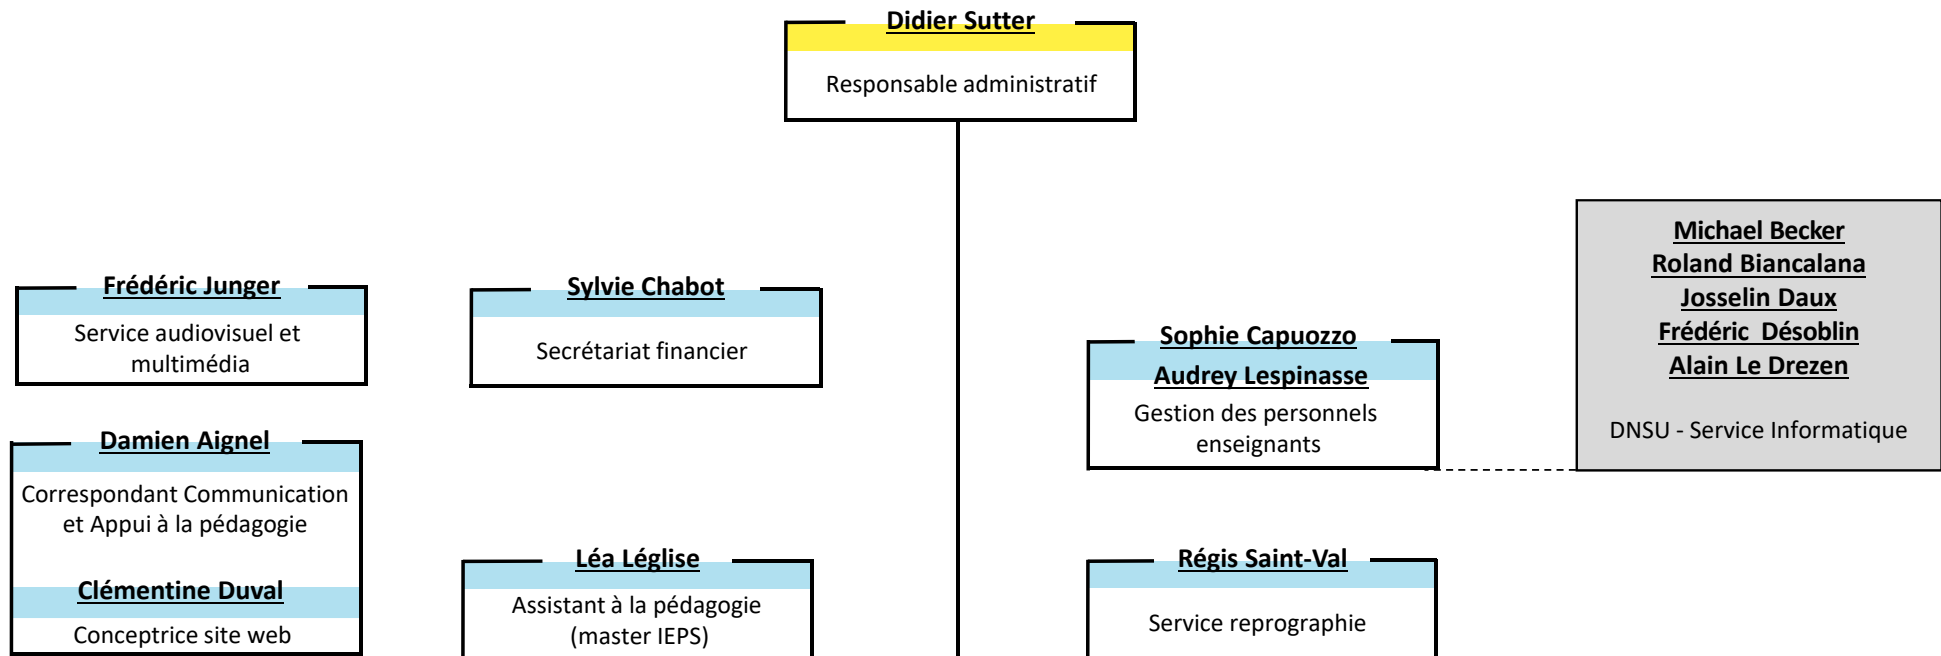 Didier Sutter
Responsable administratif
Frédéric Junger
Service audiovisuel et
multimédia
Sylvie Chabot
Secrétariat financier
Sophie Capuozzo
Audrey Lespinasse
Gestion des personnels
enseignants
Michael Becker
Roland Biancalana
Josselin Daux
Frédéric Désoblin
Alain Le Drezen
DNSU - Service Informatique
Damien Aignel
Correspondant Communication
et Appui à la pédagogie
Clémentine Duval
Conceptrice site web
Léa Léglise
Assistant à la pédagogie
(master IEPS)
Régis Saint-Val
Service reprographie